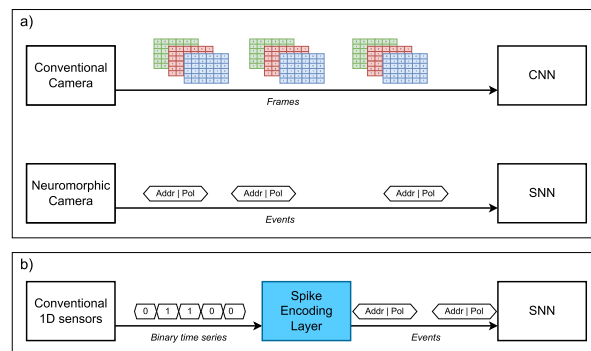 a)
Conventional
Camera
Frames
CNN
Neuromorphic
Camera
Addr | Pol
Addr | Pol
Addr | Pol
Events
SNN
b)
Conventional
1D sensors
0 1 1 0 0
Binary time series
Spike
Encoding
Layer
Addr | Pol
Addr | Pol
Events
SNN